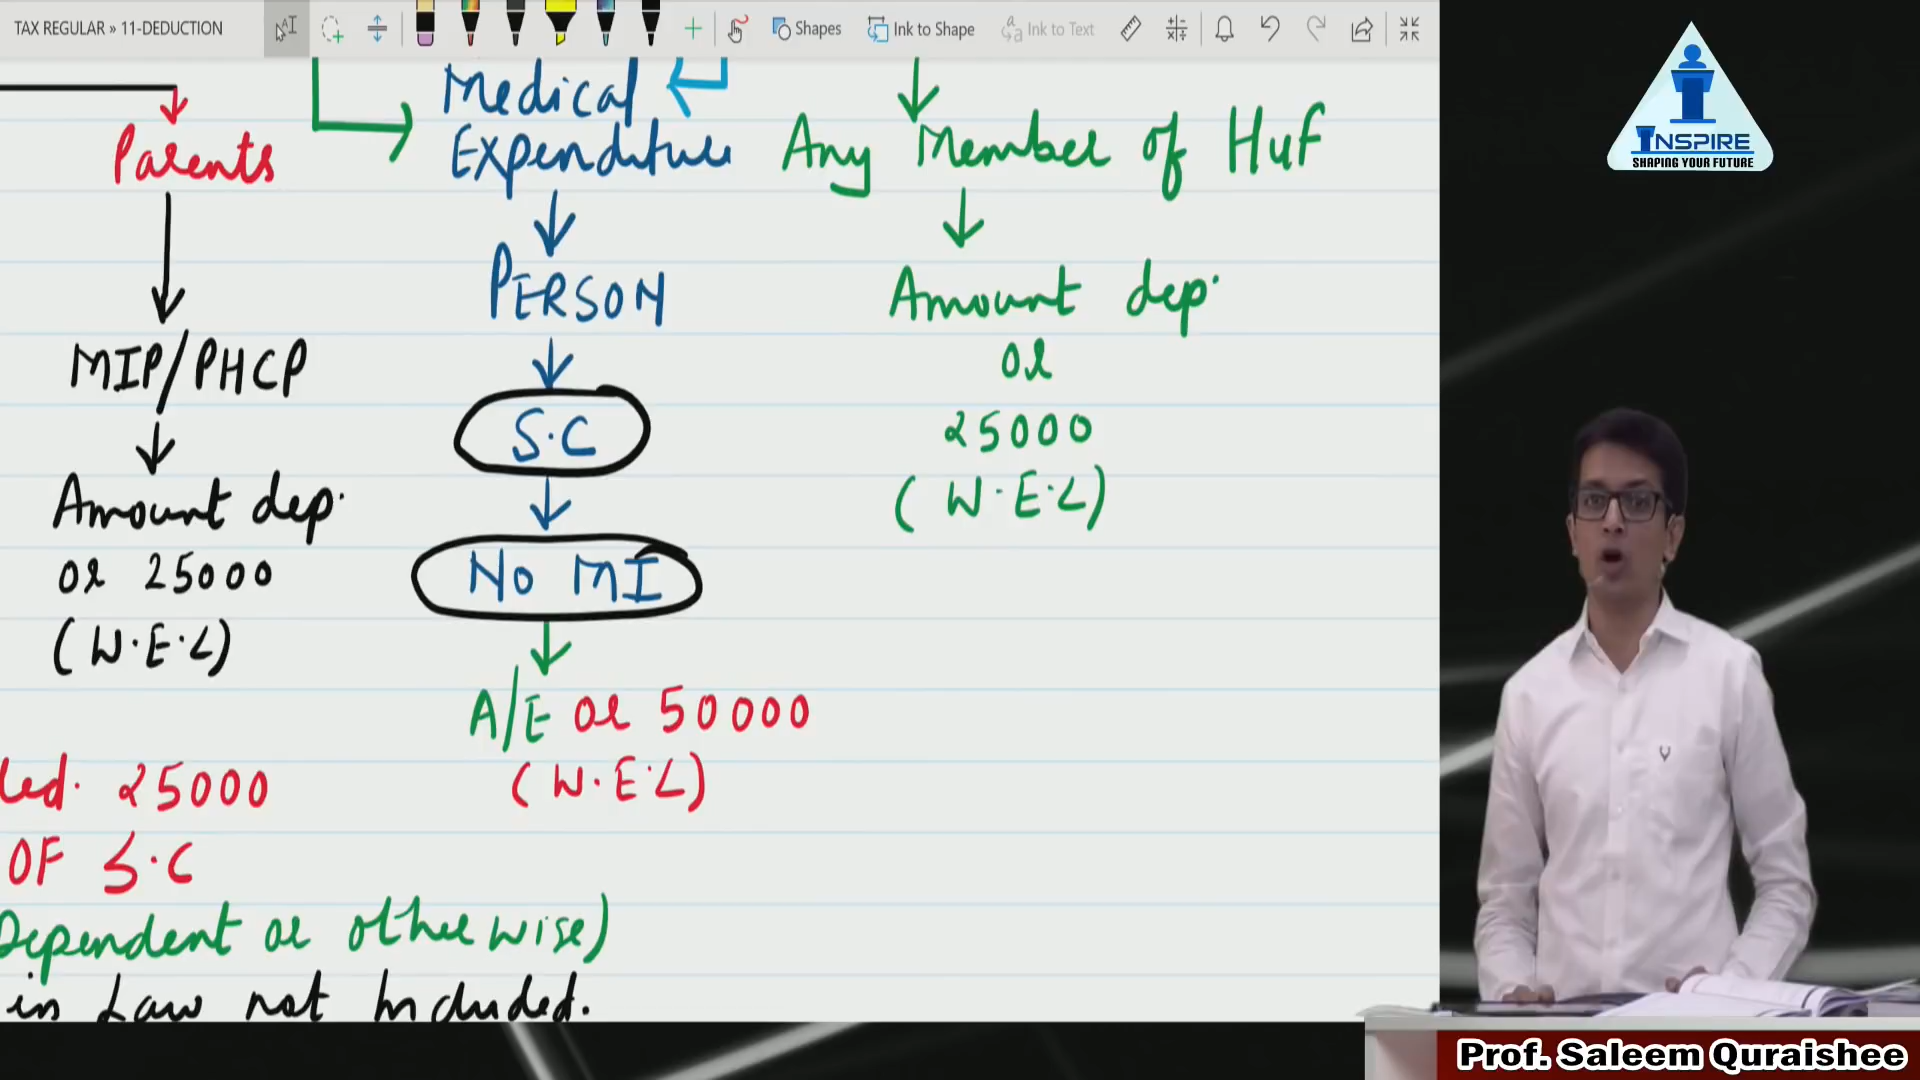 TAX REGULAR » 11-DEDUCTION
Shapes
Ink to Shape
Ink to Text
INSPIRE
SHAPING YOUR FUTURE
Parents
MIP/PHCP
Amount dep.
or 25000
(W.E.L)
ded. 25000
OF S.C
Dependent or otherwise)
in Law not Included.
Medical
Expenditure
PERSON
S.C
No MI
A/E or 50000
(W.E.L)
Any Member of HuF
Amount dep.
or
25000
(W.E.L)
Prof. Saleem Quraishee